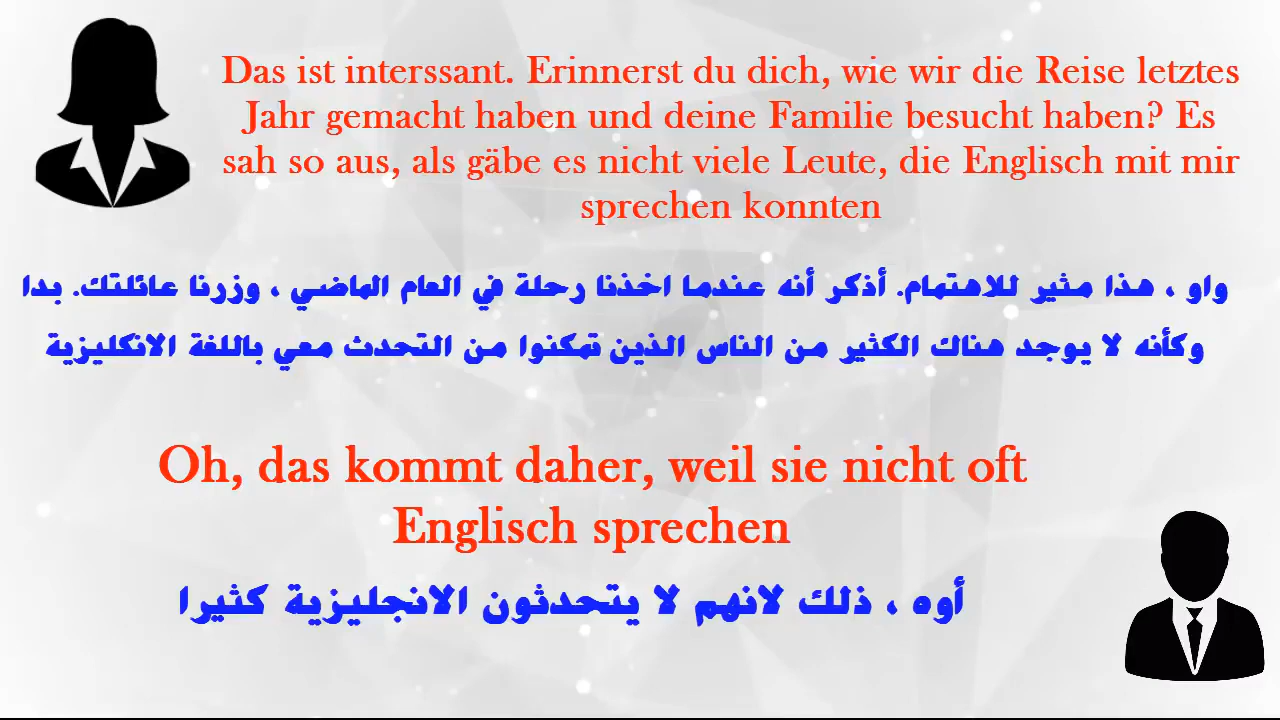 Das ist interssant. Erinnerst du dich, wie wir die Reise letztes
Jahr gemacht haben und deine Familie besucht haben? Es
sah so aus, als gäbe es nicht viele Leute, die Englisch mit mir
sprechen konnten
واو ، هذا مثير للاهتمام. أذكر أنه عندما اخذنا رحلة في العام الماضي ، وزرنا عائلتك. بدا
وكأنه لا يوجد هناك الكثير من الناس الذين تمكنوا من التحدث معي باللغة الانكليزية
Oh, das kommt daher, weil sie nicht oft
Englisch sprechen
أوه ، ذلك لانهم لا يتحدثون الانجليزية كثيرا